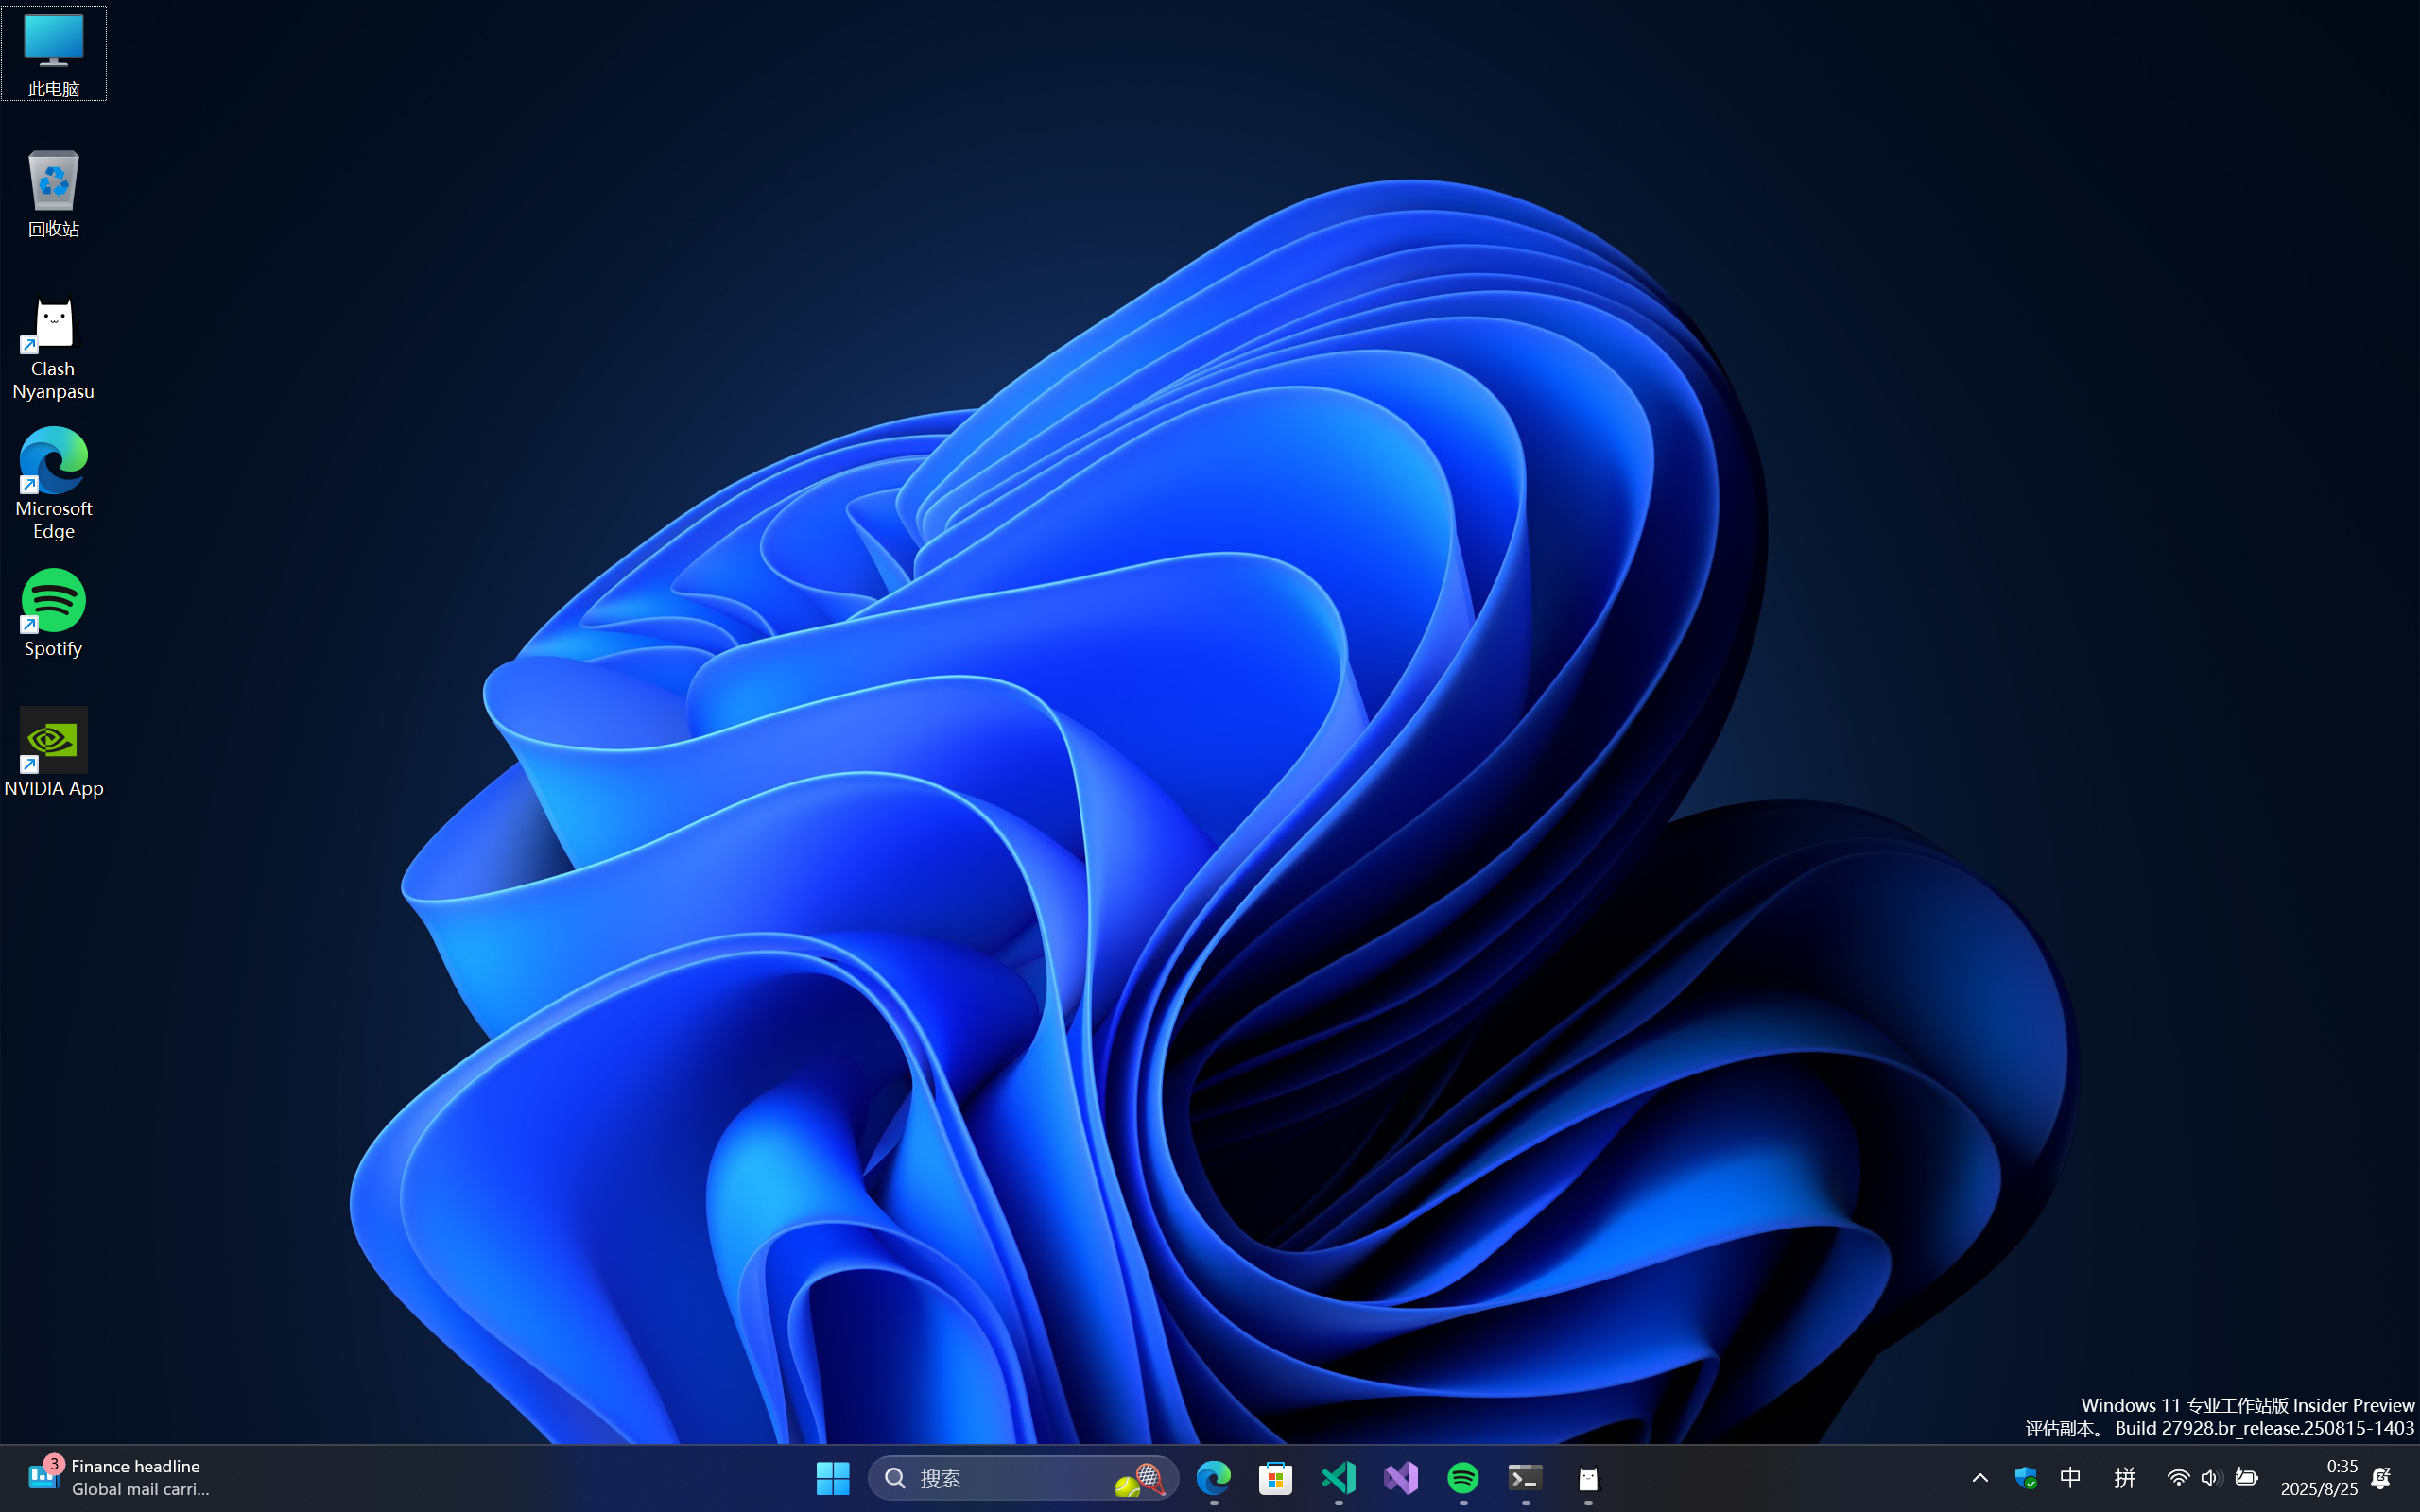 此电脑
回收站
Clash
Nyanpasu
Microsoft
Edge
Spotify
NVIDIA App
Windows 11 专业工作站版 Insider Preview
评估副本。 Build 27928.br_release.250815-1403
3
Finance headline
Global mail carri...
搜索
中
拼
0:35
2025/8/25